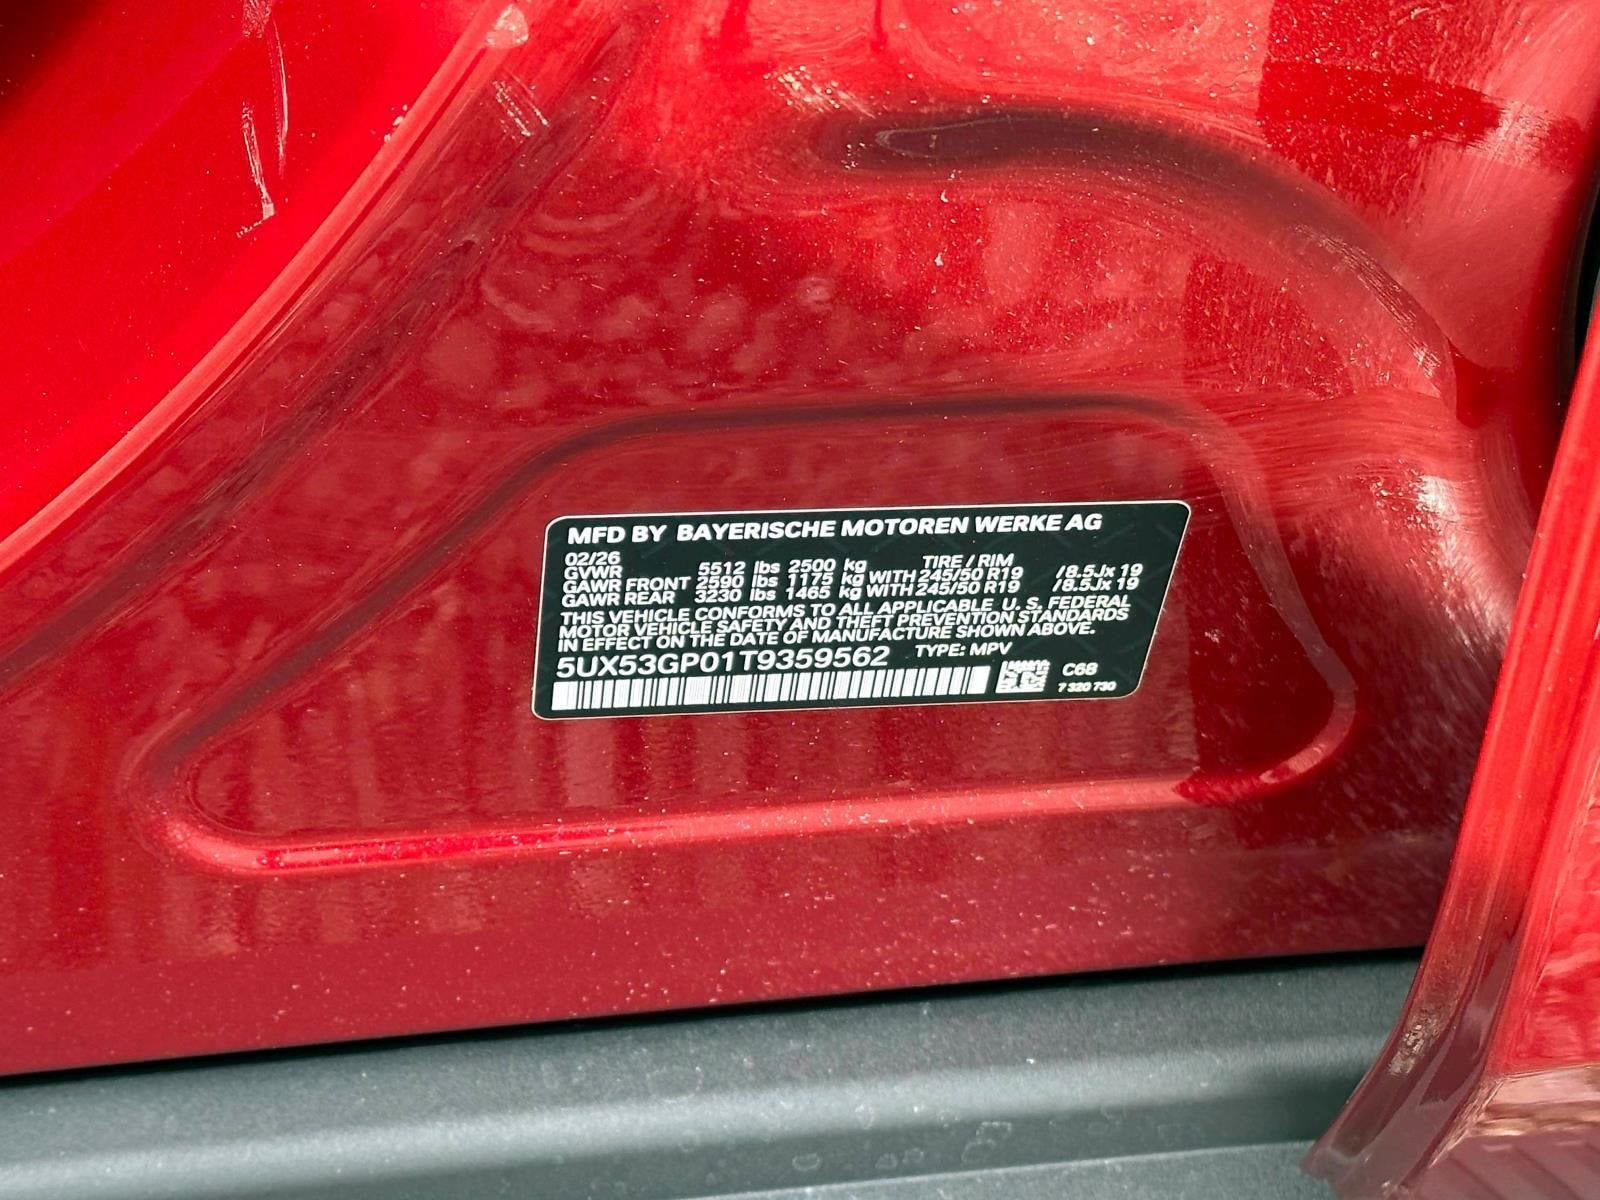 MFD BY BAYERISCHE MOTOREN WERKE AG
02/26
GVWR 5512 lbs 2500 kg TIRE / RIM
GAWR FRONT 2590 lbs 1175 kg WITH 245/50 R19 /8.5Jx 19
GAWR REAR 3230 lbs 1465 kg WITH 245/50 R19 /8.5Jx 19
THIS VEHICLE CONFORMS TO ALL APPLICABLE U. S. FEDERAL
MOTOR VEHICLE SAFETY AND THEFT PREVENTION STANDARDS
IN EFFECT ON THE DATE OF MANUFACTURE SHOWN ABOVE.
5UX53GP01T9359562 TYPE: MPV
C6B
7 320 730